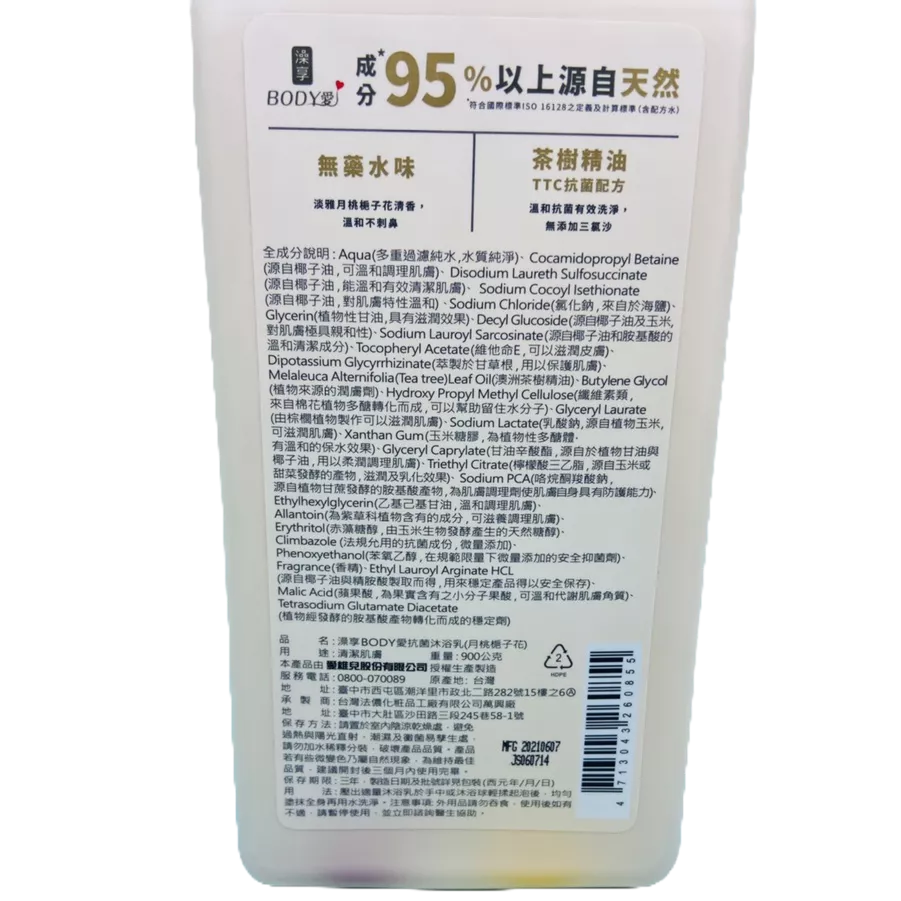 澡享
BODY愛
成分*95%以上源自天然
*符合國際標準ISO 16128之定義及計算標準(含配方水)
無藥水味
淡雅月桃梔子花清香，
溫和不刺鼻
茶樹精油
TTC抗菌配方
溫和抗菌有效洗淨，
無添加三氯沙
全成分說明：Aqua(多重過濾純水,水質純淨)、Cocamidopropyl Betaine
(源自椰子油,可溫和調理肌膚)、Disodium Laureth Sulfosuccinate
(源自椰子油,能溫和有效清潔肌膚)、Sodium Cocoyl Isethionate
(源自椰子油,對肌膚特性溫和)、Sodium Chloride(氯化鈉,來自於海鹽)、
Glycerin(植物性甘油,具有滋潤效果)、Decyl Glucoside(源自椰子油及玉米,
對肌膚極具親和性)、Sodium Lauroyl Sarcosinate(源自椰子油和胺基酸的
溫和清潔成分)、Tocopheryl Acetate(維他命E,可以滋潤皮膚)、
Dipotassium Glycyrrhizinate(萃製於甘草根,用以保護肌膚)、
Melaleuca Alternifolia(Tea tree)Leaf Oil(澳洲茶樹精油)、Butylene Glycol
(植物來源的潤膚劑)、Hydroxy Propyl Methyl Cellulose(纖維素類,
來自棉花植物多醣轉化而成,可以幫助留住水分子)、Glyceryl Laurate
(由棕櫚植物製作可以滋潤肌膚)、Sodium Lactate(乳酸鈉,源自植物玉米,
可滋潤肌膚)、Xanthan Gum(玉米糖膠,為植物性多醣體、
有溫和的保水效果)、Glyceryl Caprylate(甘油辛酸酯,源自於植物甘油與
椰子油,用以柔潤調理肌膚)、Triethyl Citrate(檸檬酸三乙脂,源自玉米或
甜菜發酵的產物,滋潤及乳化效果)、Sodium PCA(咯烷酮羧酸鈉,
源自植物甘蔗發酵的胺基酸產物,為肌膚調理劑使肌膚自身具有防護能力)、
Ethylhexylglycerin(乙基己基甘油,溫和調理肌膚)、
Allantoin(為紫草科植物含有的成分,可滋養調理肌膚)、
Erythritol(赤藻糖醇,由玉米生物發酵產生的天然糖醇)、
Climbazole (法規允用的抗菌成份,微量添加)、
Phenoxyethanol(苯氧乙醇,在規範限量下微量添加的安全抑菌劑)、
Fragrance(香精)、Ethyl Lauroyl Arginate HCL
(源自椰子油與精胺酸製取而得,用來穩定產品得以安全保存)、
Malic Acid(蘋果酸,為果實含有之小分子果酸,可溫和代謝肌膚角質)、
Tetrasodium Glutamate Diacetate
(植物經發酵的胺基酸產物轉化而成的穩定劑)
品　　名：澡享BODY愛抗菌沐浴乳(月桃梔子花)
用　　途：清潔肌膚　　重量：900公克
本產品由 愛維兒股份有限公司 授權生產製造
服務電話：0800-070089　　原產地：台灣
地　　址：臺中市西屯區潮洋里市政北二路282號15樓之6
承 製 商：台灣法儂化粧品工廠有限公司萬興廠
地　　址：臺中市大肚區沙田路三段245巷58-1號
保存方法：請置於室內陰涼乾燥處，避免
過熱與陽光直射，潮濕及黴菌易孳生處，
請勿加水稀釋分裝，破壞產品品質。產品
若有些微變色乃屬自然現象，為維持最佳
品質，建議開封後三個月內使用完畢。
保存期限：三年，製造日期及批號詳見包裝(西元年/月/日)
用　　法：壓出適量沐浴乳於手中或沐浴球輕揉起泡後，均勻
塗抹全身再用水洗淨。注意事項：外用品請勿吞食，使用後如有
不適，請暫停使用，並立即諮詢醫生協助。
2
HDPE
MFG 20210607
JS060714
4713043260855